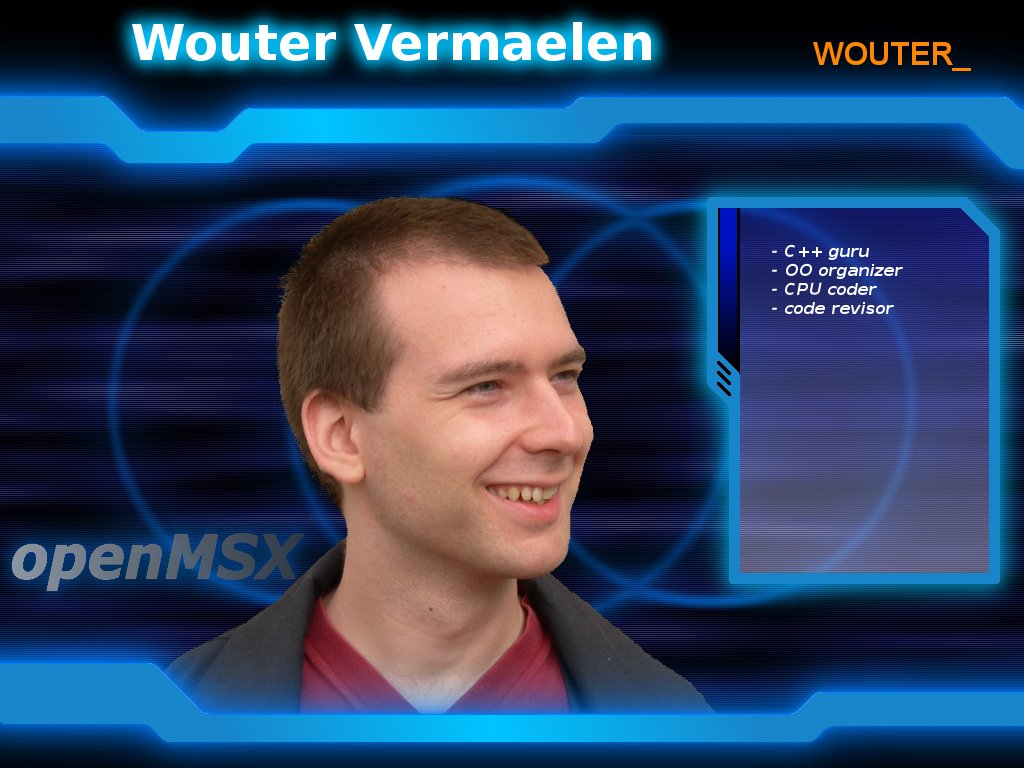 Wouter Vermaelen
WOUTER_
- C++ guru
- OO organizer
- CPU coder
- code revisor
openMSX